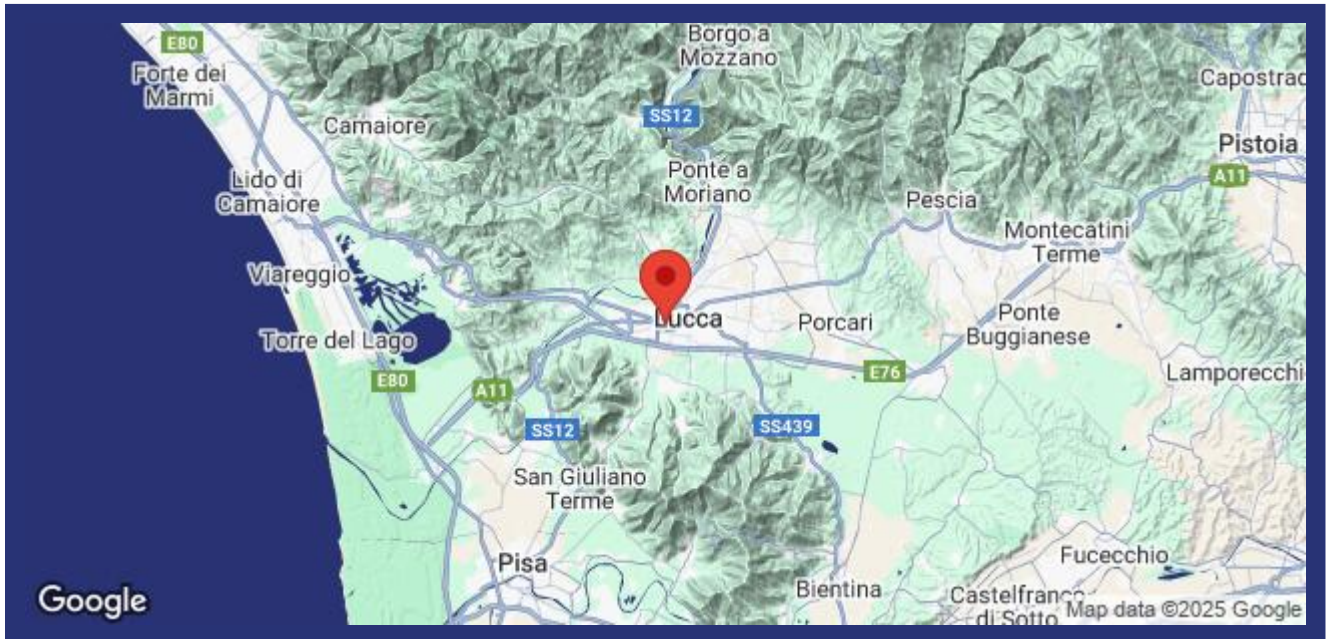 Borgo a
Mozzano
E80
Forte dei
Marmi
Capostrad
SS12
Camaiore
Pistoia
Ponte a
Moriano
A11
Lido di
Camaiore
Pescia
Montecatini
Terme
Viareggio
Lucca
Porcari
Ponte
Buggianese
Torre del Lago
E80
A11
E76
Lamporecchi
SS12
SS439
San Giuliano
Terme
Pisa
Fucecchio
Bientina
Castelfranco
di Sotto
Google
Map data ©2025 Google